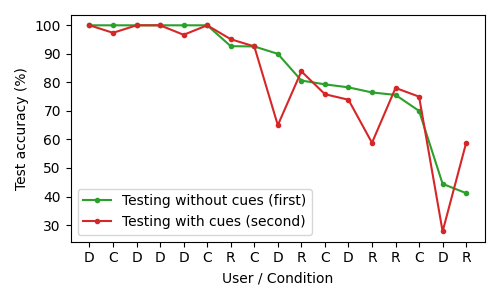 100
90
80
70
60
50
40
30
Test accuracy (%)
Testing without cues (first)
Testing with cues (second)
D C D D D C R C D R C D R R C D R
User / Condition